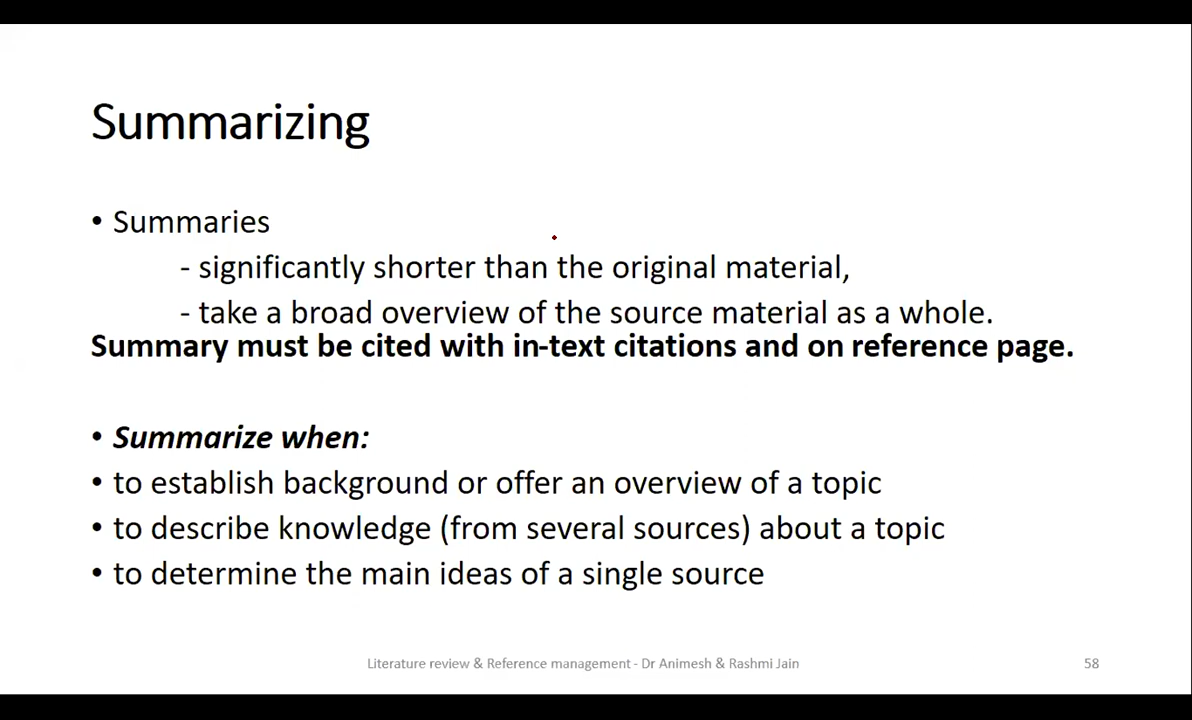 Summarizing
• Summaries
- significantly shorter than the original material,
- take a broad overview of the source material as a whole.
Summary must be cited with in-text citations and on reference page.
• Summarize when:
• to establish background or offer an overview of a topic
• to describe knowledge (from several sources) about a topic
• to determine the main ideas of a single source
Literature review & Reference management - Dr Animesh & Rashmi Jain
58